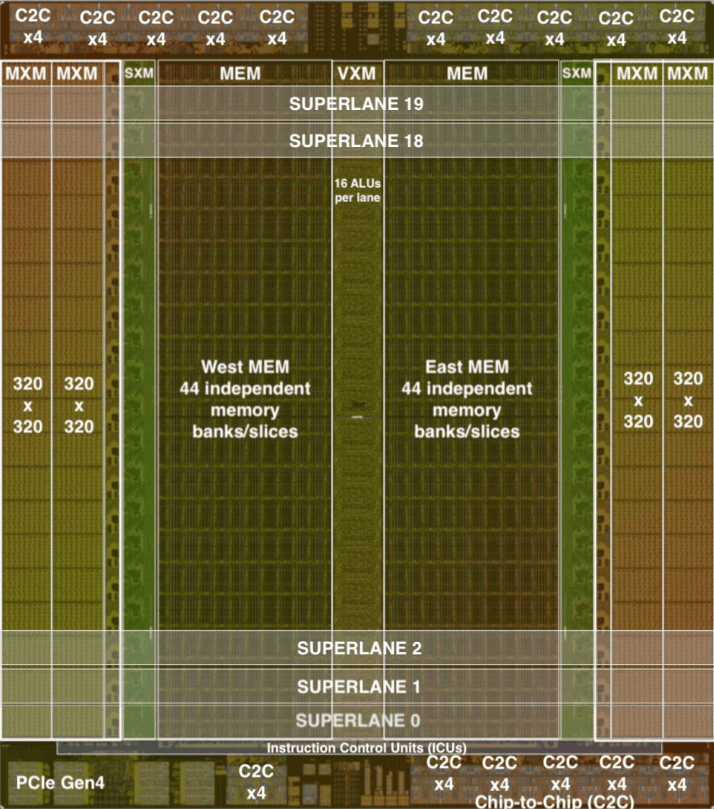 C2C C2C C2C C2C C2C C2C C2C C2C C2C C2C
x4 x4 x4 x4 x4 x4 x4 x4 x4 x4
MXM MXM SXM MEM VXM MEM SXM MXM MXM
SUPERLANE 19
SUPERLANE 18
16 ALUs
per lane
West MEM
44 independent
memory
banks/slices
East MEM
44 independent
memory
banks/slices
320 320 320 320
x x x x
320 320 320 320
SUPERLANE 2
SUPERLANE 1
SUPERLANE 0
Instruction Control Units (ICUs)
PCIe Gen4
C2C C2C C2C C2C C2C C2C
x4 x4 x4 x4 x4 x4
Chip-to-Chip (C2C)